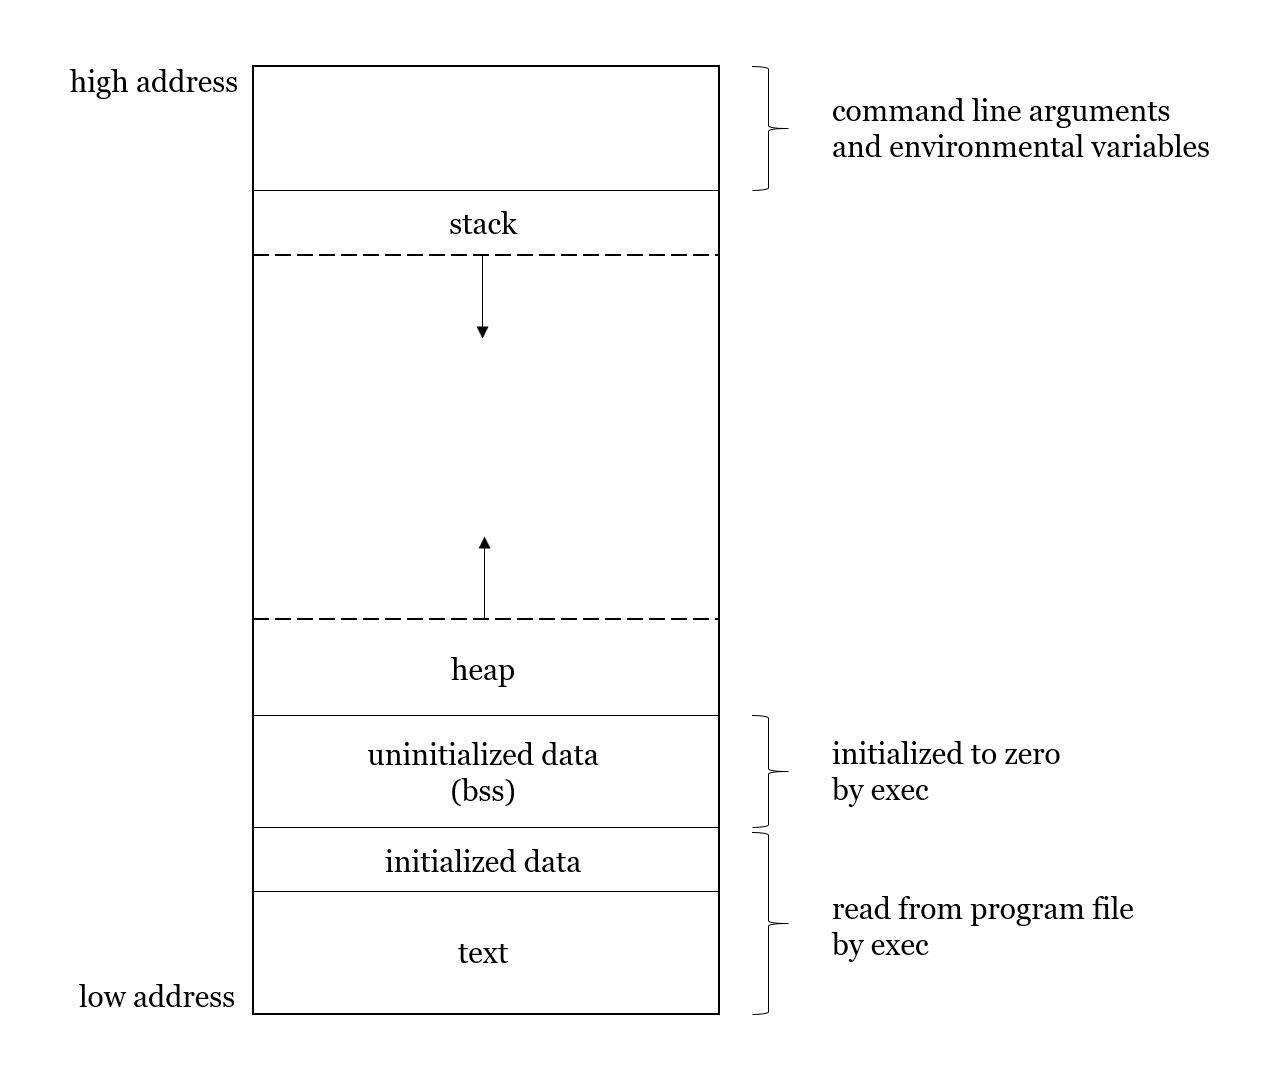 high address
command line arguments
and environmental variables
stack
heap
uninitialized data
(bss)
initialized to zero
by exec
initialized data
read from program file
by exec
text
low address